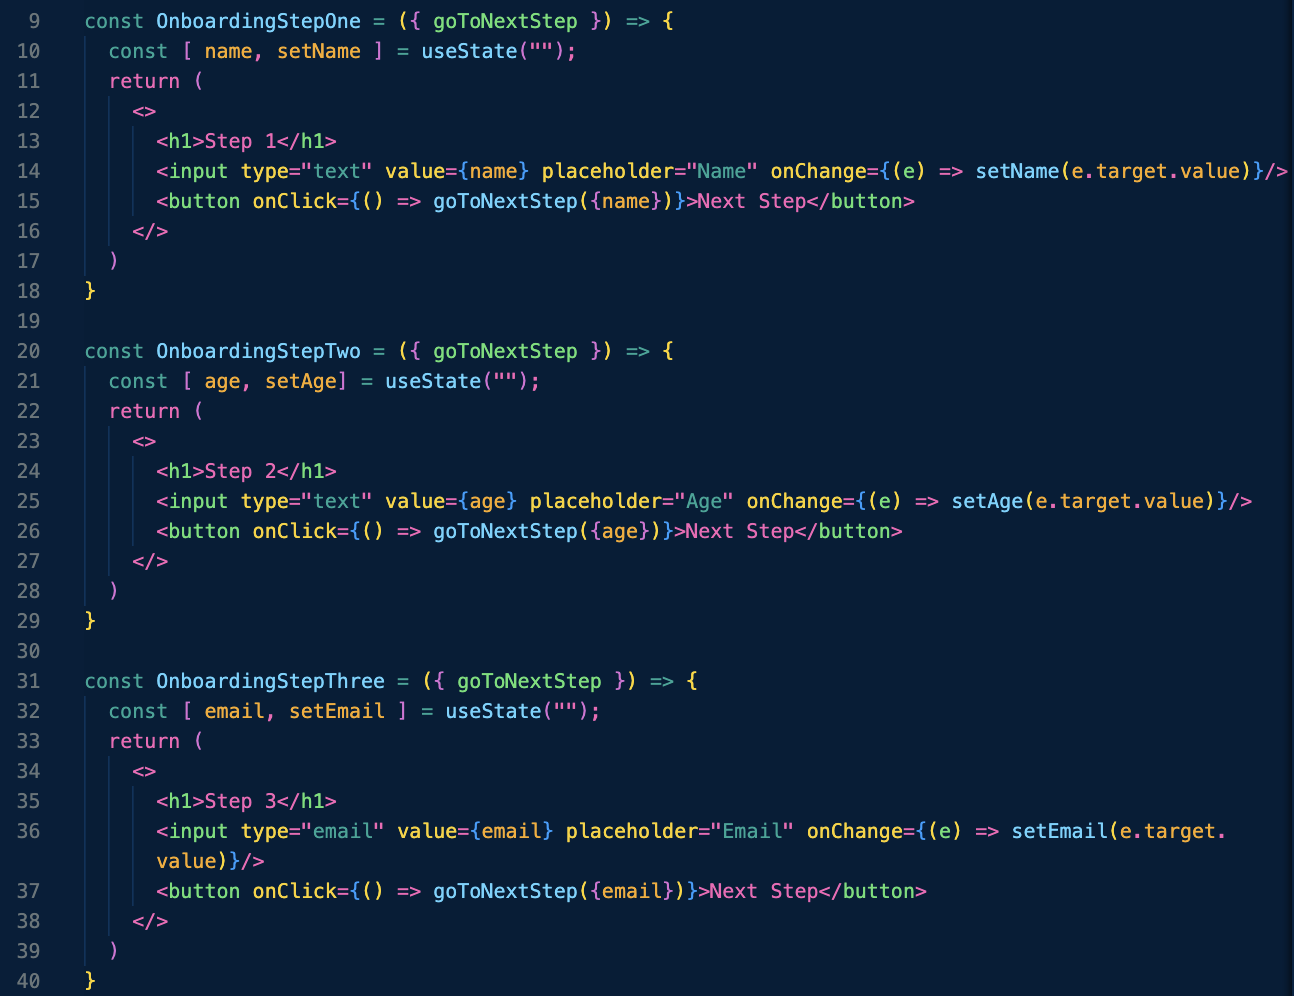 9 const OnboardingStepOne = ({ goToNextStep }) => {
10 const [ name, setName ] = useState("");
11 return (
12 <>
13 <h1>Step 1</h1>
14 <input type="text" value={name} placeholder="Name" onChange={(e) => setName(e.target.value)}/>
15 <button onClick={() => goToNextStep({name})}>Next Step</button>
16 </>
17 )
18 }
19
20 const OnboardingStepTwo = ({ goToNextStep }) => {
21 const [ age, setAge] = useState("");
22 return (
23 <>
24 <h1>Step 2</h1>
25 <input type="text" value={age} placeholder="Age" onChange={(e) => setAge(e.target.value)}/>
26 <button onClick={() => goToNextStep({age})}>Next Step</button>
27 </>
28 )
29 }
30
31 const OnboardingStepThree = ({ goToNextStep }) => {
32 const [ email, setEmail ] = useState("");
33 return (
34 <>
35 <h1>Step 3</h1>
36 <input type="email" value={email} placeholder="Email" onChange={(e) => setEmail(e.target.
value)}/>
37 <button onClick={() => goToNextStep({email})}>Next Step</button>
38 </>
39 )
40 }